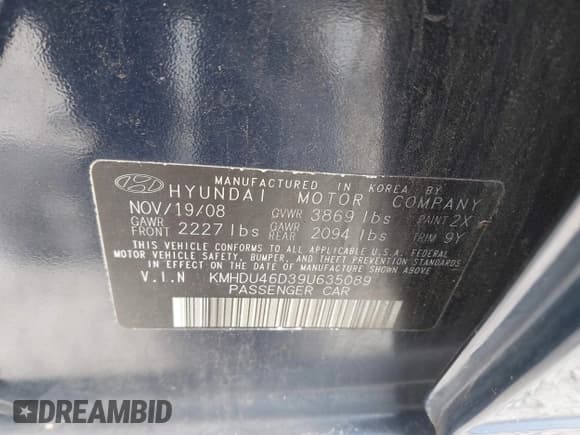 MANUFACTURED IN KOREA BY
HYUNDAI MOTOR COMPANY
NOV/19/08 GVWR 3869 lbs PAINT 2X
GAWR FRONT 2227 lbs GAWR REAR 2094 lbs TRIM 9Y
THIS VEHICLE CONFORMS TO ALL APPLICABLE U.S.A. FEDERAL
MOTOR VEHICLE SAFETY, BUMPER, AND THEFT PREVENTION STANDARDS
IN EFFECT ON THE DATE OF MANUFACTURE SHOWN ABOVE
V.I.N KMHDU46D39U635089
PASSENGER CAR
DREAMBID